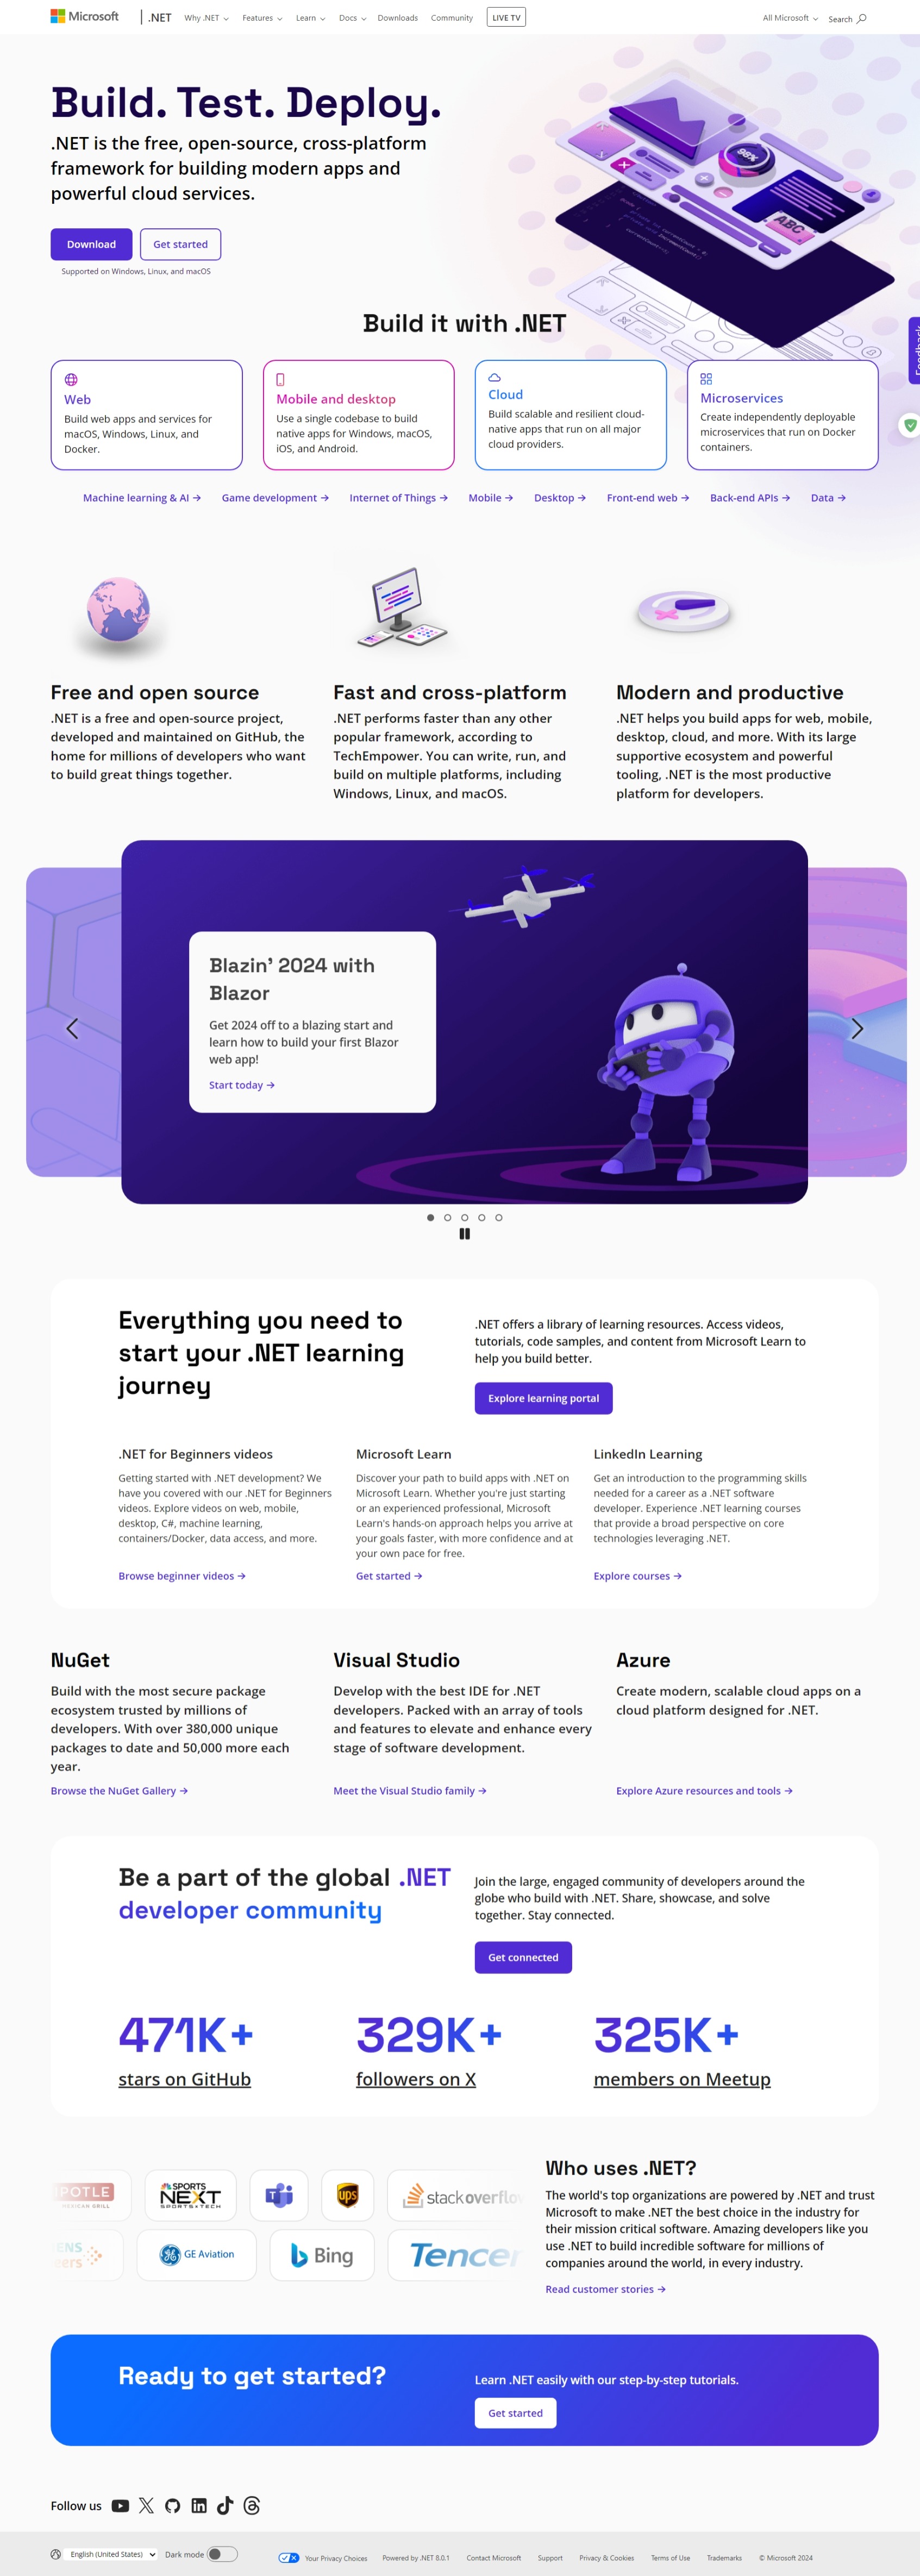 Microsoft
.NET
Why .NET
Features
Learn
Docs
Downloads
Community
LIVE TV
All Microsoft
Search
Build. Test. Deploy.
.NET is the free, open-source, cross-platform
framework for building modern apps and
powerful cloud services.
Download
Get started
Supported on Windows, Linux, and macOS
98%
ABC
Feedback
Build it with .NET
Web
Build web apps and services for
macOS, Windows, Linux, and
Docker.
Mobile and desktop
Use a single codebase to build
native apps for Windows, macOS,
iOS, and Android.
Cloud
Build scalable and resilient cloud-
native apps that run on all major
cloud providers.
Microservices
Create independently deployable
microservices that run on Docker
containers.
Machine learning & AI →
Game development →
Internet of Things →
Mobile →
Desktop →
Front-end web →
Back-end APIs →
Data →
Free and open source
.NET is a free and open-source project,
developed and maintained on GitHub, the
home for millions of developers who want
to build great things together.
Fast and cross-platform
.NET performs faster than any other
popular framework, according to
TechEmpower. You can write, run, and
build on multiple platforms, including
Windows, Linux, and macOS.
Modern and productive
.NET helps you build apps for web, mobile,
desktop, cloud, and more. With its large
supportive ecosystem and powerful
tooling, .NET is the most productive
platform for developers.
Blazin' 2024 with
Blazor
Get 2024 off to a blazing start and
learn how to build your first Blazor
web app!
Start today →
Everything you need to
start your .NET learning
journey
.NET offers a library of learning resources. Access videos,
tutorials, code samples, and content from Microsoft Learn to
help you build better.
Explore learning portal
.NET for Beginners videos
Getting started with .NET development? We
have you covered with our .NET for Beginners
videos. Explore videos on web, mobile,
desktop, C#, machine learning,
containers/Docker, data access, and more.
Browse beginner videos →
Microsoft Learn
Discover your path to build apps with .NET on
Microsoft Learn. Whether you're just starting
or an experienced professional, Microsoft
Learn's hands-on approach helps you arrive at
your goals faster, with more confidence and at
your own pace for free.
Get started →
LinkedIn Learning
Get an introduction to the programming skills
needed for a career as a .NET software
developer. Experience .NET learning courses
that provide a broad perspective on core
technologies leveraging .NET.
Explore courses →
NuGet
Build with the most secure package
ecosystem trusted by millions of
developers. With over 380,000 unique
packages to date and 50,000 more each
year.
Browse the NuGet Gallery →
Visual Studio
Develop with the best IDE for .NET
developers. Packed with an array of tools
and features to elevate and enhance every
stage of software development.
Meet the Visual Studio family →
Azure
Create modern, scalable cloud apps on a
cloud platform designed for .NET.
Explore Azure resources and tools →
Be a part of the global .NET
developer community
Join the large, engaged community of developers around the
globe who build with .NET. Share, showcase, and solve
together. Stay connected.
Get connected
471K+
stars on GitHub
329K+
followers on X
325K+
members on Meetup
POTLE
MEXICAN GRILL
SPORTS
NEXT
SPORTS+TECH
T
ups
stackoverflo
ENS
eers
GE Aviation
Bing
Tencen
Who uses .NET?
The world's top organizations are powered by .NET and trust
Microsoft to make .NET the best choice in the industry for
their mission critical software. Amazing developers like you
use .NET to build incredible software for millions of
companies around the world, in every industry.
Read customer stories →
Ready to get started?
Learn .NET easily with our step-by-step tutorials.
Get started
Follow us
English (United States)
Dark mode
Your Privacy Choices
Powered by .NET 8.0.1
Contact Microsoft
Support
Privacy & Cookies
Terms of Use
Trademarks
© Microsoft 2024